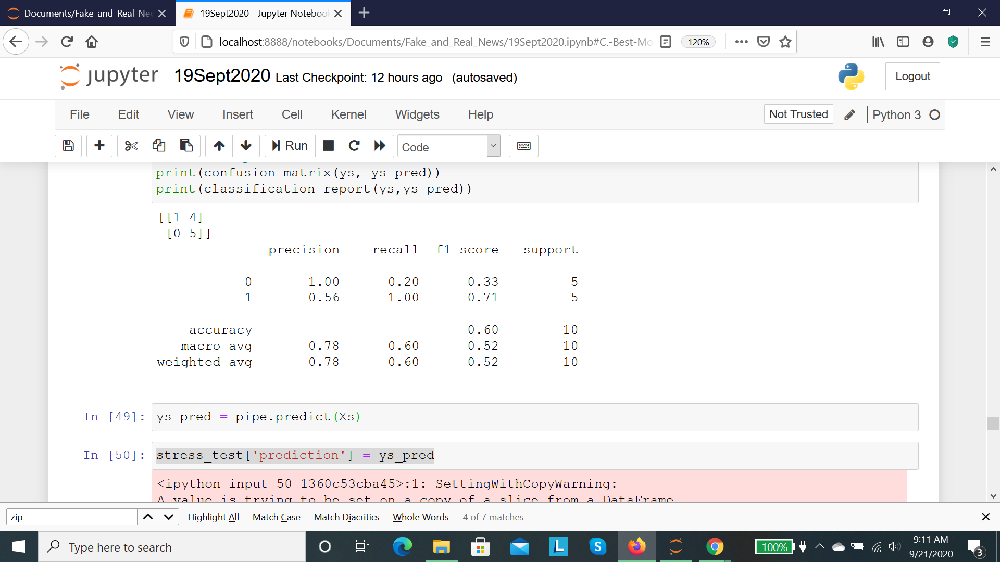 Documents/Fake_and_Real_Nev
19Sept2020 - Jupyter Notebook
localhost:8888/notebooks/Documents/Fake_and_Real_News/19Sept2020.ipynb#C.-Best-Mo
120%
jupyter 19Sept2020 Last Checkpoint: 12 hours ago (autosaved)
Logout
File Edit View Insert Cell Kernel Widgets Help
Not Trusted Python 3
Run Code
print(confusion_matrix(ys, ys_pred))
print(classification_report(ys,ys_pred))
[[1 4]
[0 5]]
precision recall f1-score support
0 1.00 0.20 0.33 5
1 0.56 1.00 0.71 5
accuracy 0.60 10
macro avg 0.78 0.60 0.52 10
weighted avg 0.78 0.60 0.52 10
In [49]: ys_pred = pipe.predict(Xs)
In [50]: stress_test['prediction'] = ys_pred
<ipython-input-50-1360c53cba45>:1: SettingWithCopyWarning:
A value is trying to be set on a copy of a slice from a DataFrame
zip Highlight All Match Case Match Diacritics Whole Words 4 of 7 matches
Type here to search
L
S
100%
9:11 AM
9/21/2020
3